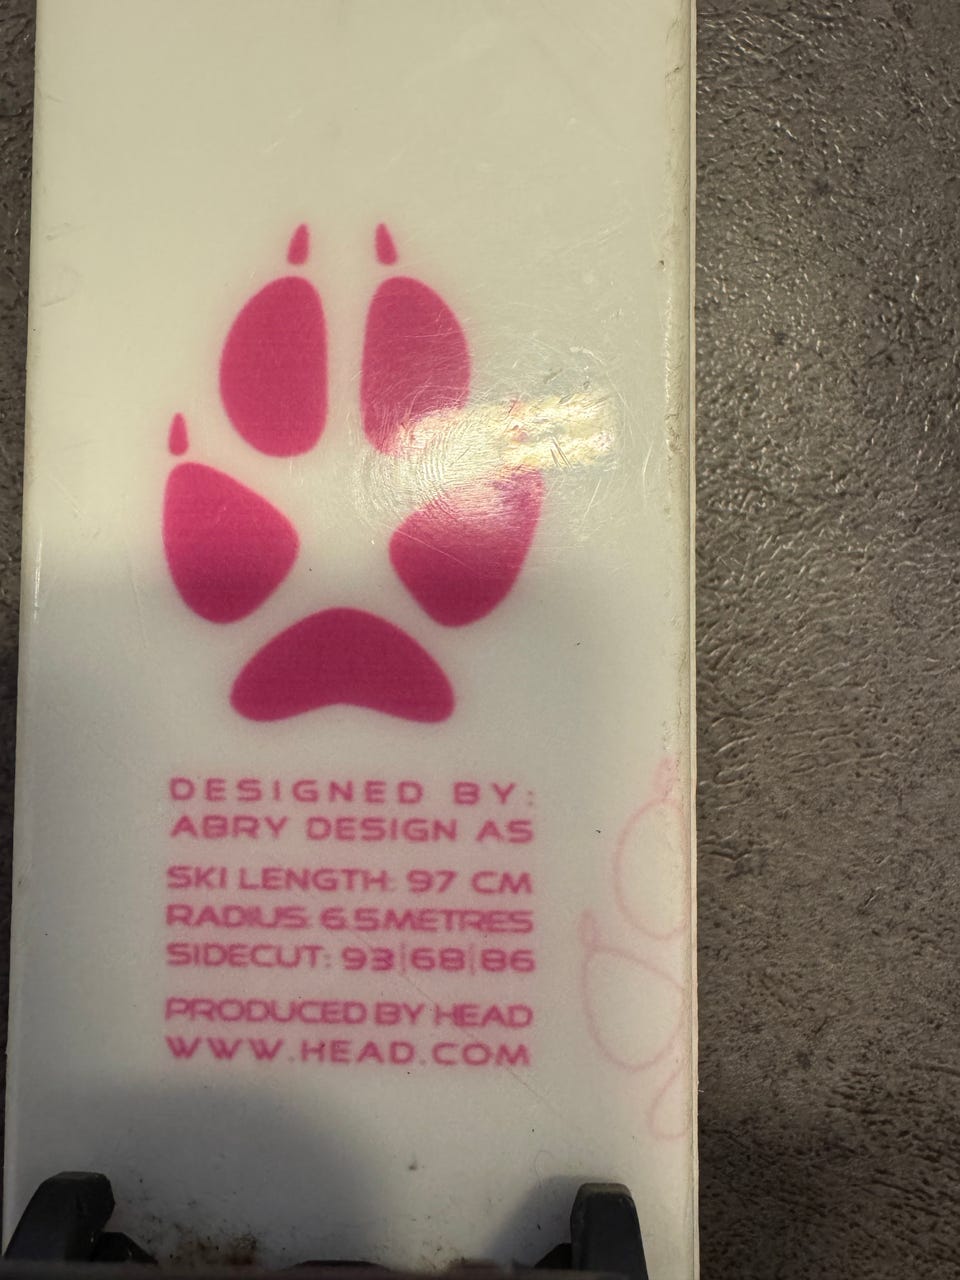 DESIGNED BY:
ABRY DESIGN AS
SKI LENGTH: 97 CM
RADIUS: 6.5METRES
SIDECUT: 93|68|86
PRODUCED BY HEAD
WWW.HEAD.COM